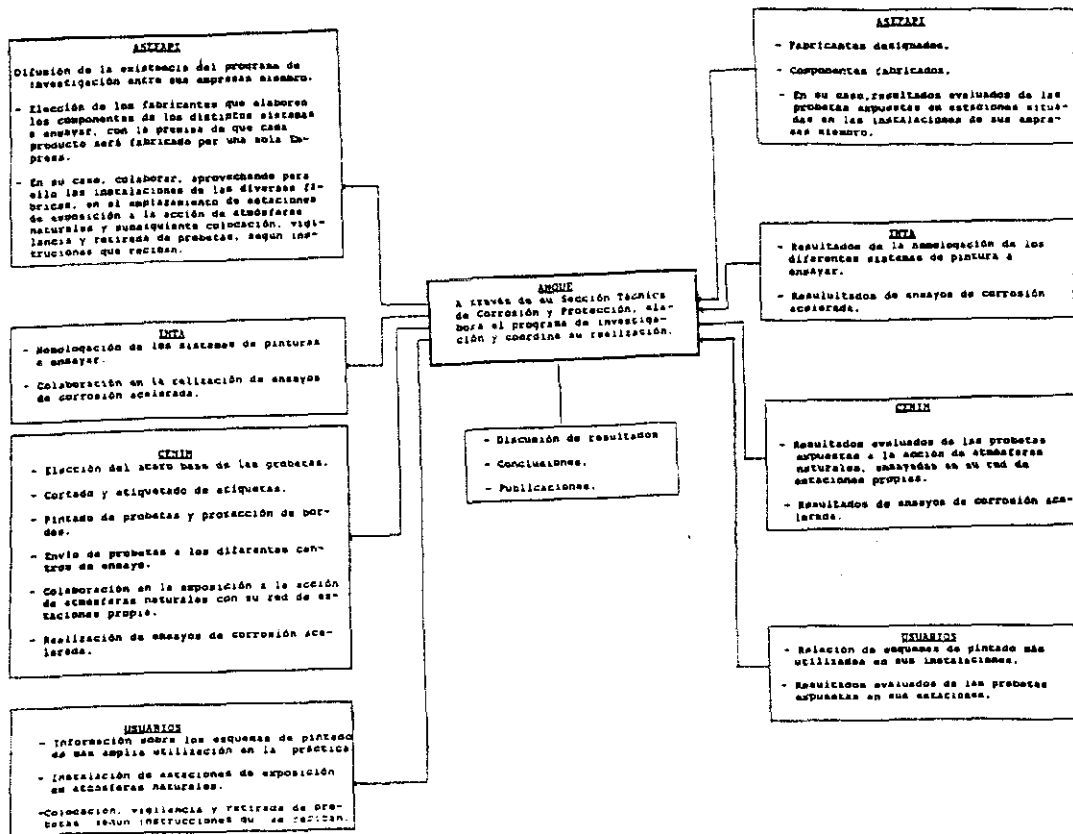 ASEFAPI
Difusión de la existencia del programa de
investigación entre sus empresas miembro.
- Elección de los fabricantes que elaboren
los componentes de los distintos sistemas
a ensayar, con la premisa de que cada
producto será fabricado por una sola Em-
presa.
- En su caso, colaborar, aprovechando para
ello las instalaciones de las diversas fá-
bricas, en el emplazamiento de estaciones
de exposición a la acción de atmósferas
naturales y subsiguiente colocación, vigi-
lancia y retirada de probetas, según ins-
truciones que reciban.
INTA
- Homologación de los sistemas de pinturas
a ensayar.
- Colaboración en la relización de ensayos
de corrosión acelerada.
CENIM
- Elección del acero base de las probetas.
- Cortado y etiquetado de etiquetas.
- Pintado de probetas y protección de bor-
des.
- Envío de probetas a los diferentes cen-
tros de ensayo.
- Colaboración en la exposición a la acción
de atmósferas naturales con su red de es-
taciones propia.
- Realización de ensayos de corrosión ace-
lerada.
USUARIOS
- Información sobre los esquemas de pintado
de más amplia utilización en la práctica
- Instalación de estaciones de exposición
en atmósferas naturales.
-Colocación, vigilancia y retirada de pro-
betas según instrucciones qu se reciban.
ANQUE
A través de su Sección Técnica
de Corrosión y Protección, ela-
bora el programa de investiga-
ción y coordina su realización.
- Discusión de resultados
- Conclusiones.
- Publicaciones.
ASEFAPI
- Fabricantes designados.
- Componentes fabricados.
- En su caso, resultados evaluados de las
probetas expuestas en estaciones situa-
das en las instalaciones de sus empre-
sas miembro.
INTA
- Resultados de la homologación de los
diferentes sistemas de pintura a
ensayar.
- Resulultados de ensayos de corrosión
acelerada.
CENIM
- Resultados evaluados de las probetas
expuestas a la acción de atmósferas
naturales, ensayadas en su red de
estaciones propias.
- Resultados de ensayos de corrosión ace-
lerada.
USUARIOS
- Relación de esquemas de pintado más
utilizados en sus instalaciones.
- Resultados evaluados de las probetas
expuestas en sus estaciones.